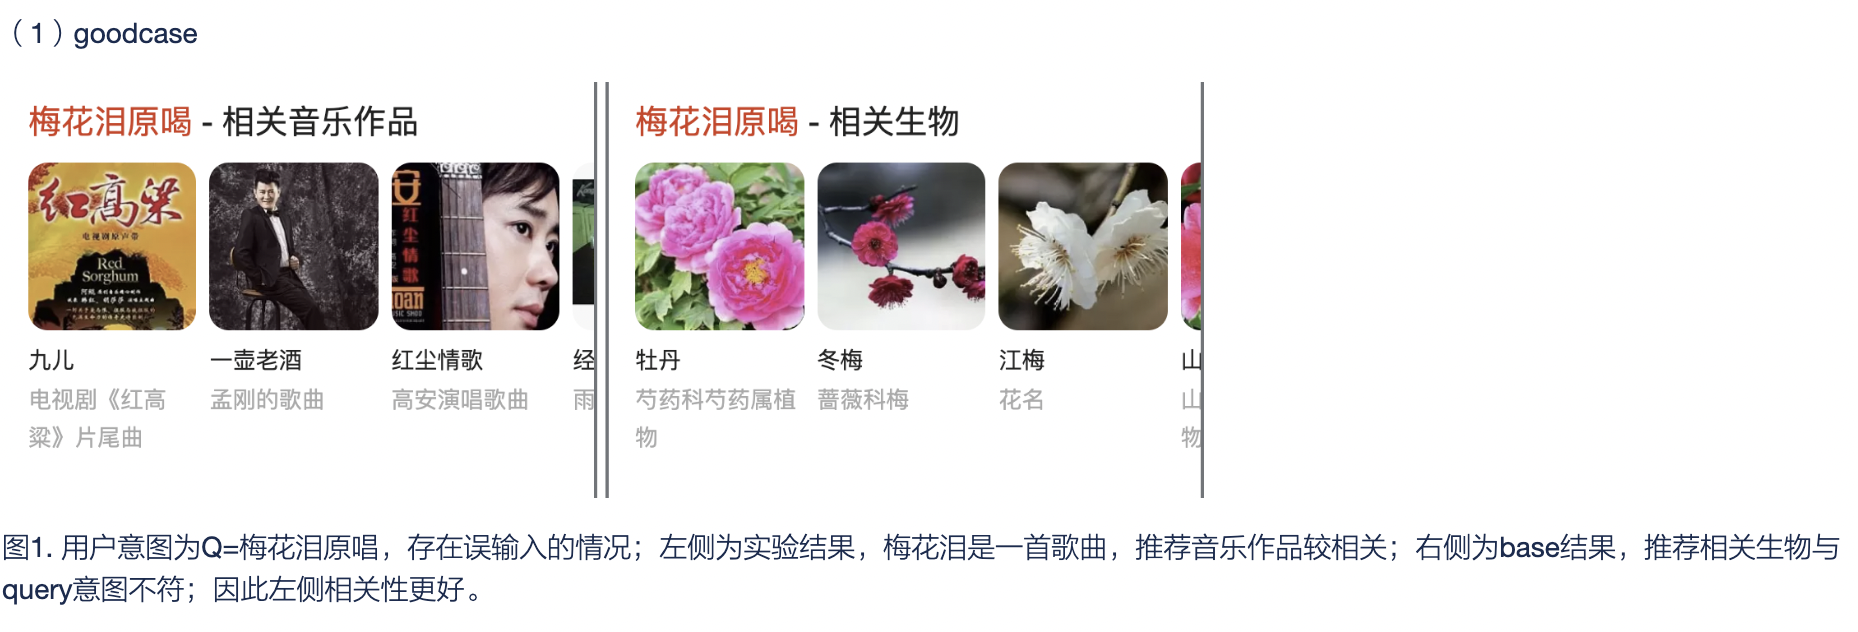 （1）goodcase
梅花泪原喝 - 相关音乐作品
红高粱
电视剧原声带
Red
Sorghum
九儿
电视剧《红高
粱》片尾曲
一壶老酒
孟刚的歌曲
安
红尘情歌
红尘情歌
高安演唱歌曲
经
雨
梅花泪原喝 - 相关生物
牡丹
芍药科芍药属植
物
冬梅
蔷薇科梅
江梅
花名
山
山
物
图1. 用户意图为Q=梅花泪原唱，存在误输入的情况；左侧为实验结果，梅花泪是一首歌曲，推荐音乐作品较相关；右侧为base结果，推荐相关生物与
query意图不符；因此左侧相关性更好。